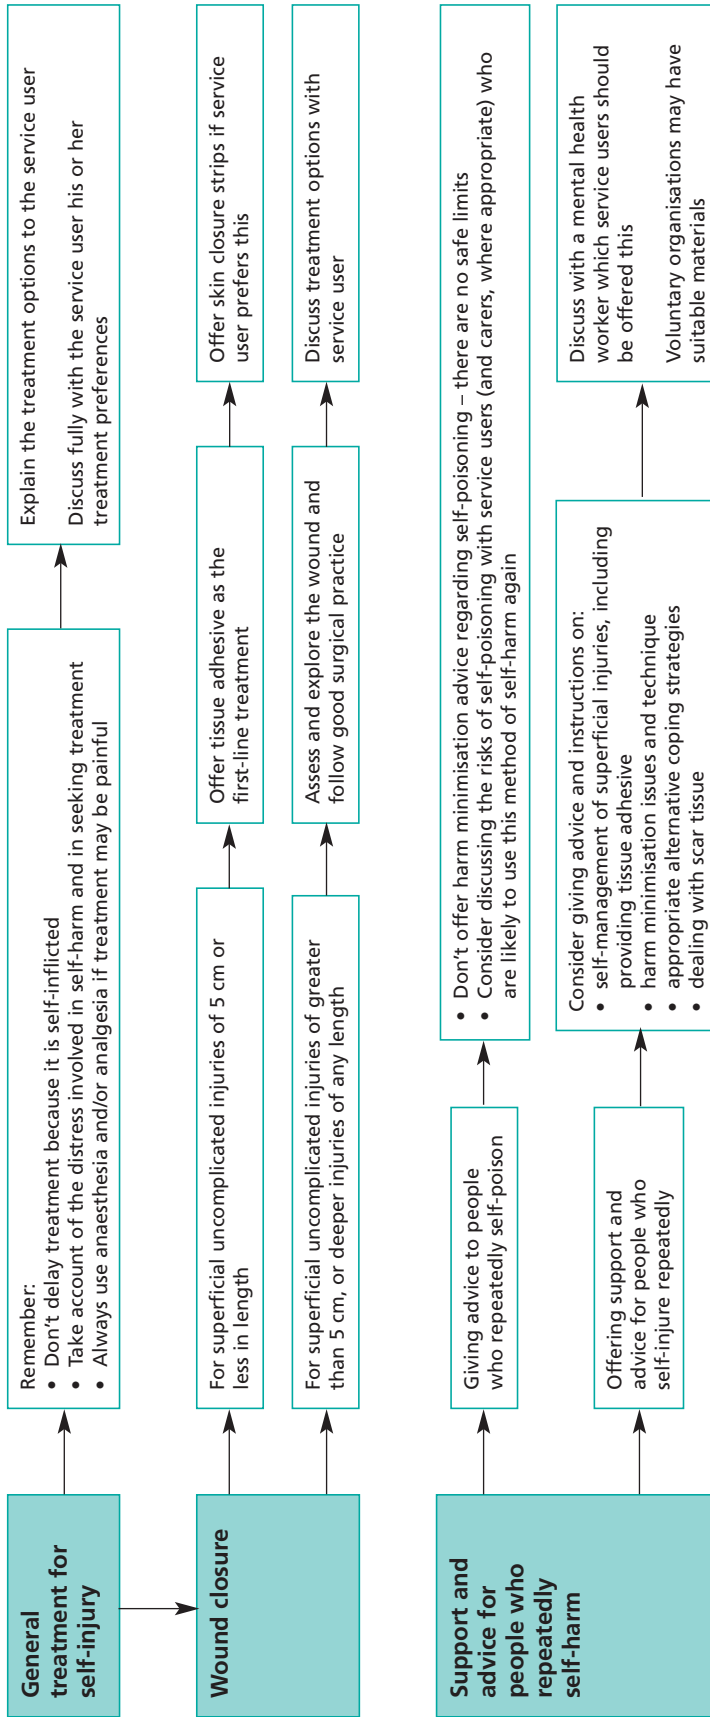 General
treatment for
self-injury
Remember:
• Don't delay treatment because it is self-inflicted
• Take account of the distress involved in self-harm and in seeking treatment
• Always use anaesthesia and/or analgesia if treatment may be painful
Explain the treatment options to the service user
Discuss fully with the service user his or her
treatment preferences
Wound closure
For superficial uncomplicated injuries of 5 cm or
less in length
Offer tissue adhesive as the
first-line treatment
Offer skin closure strips if service
user prefers this
For superficial uncomplicated injuries of greater
than 5 cm, or deeper injuries of any length
Assess and explore the wound and
follow good surgical practice
Discuss treatment options with
service user
Support and
advice for
people who
repeatedly
self-harm
Giving advice to people
who repeatedly self-poison
• Don't offer harm minimisation advice regarding self-poisoning – there are no safe limits
• Consider discussing the risks of self-poisoning with service users (and carers, where appropriate) who
are likely to use this method of self-harm again
Offering support and
advice for people who
self-injure repeatedly
Consider giving advice and instructions on:
• self-management of superficial injuries, including
providing tissue adhesive
• harm minimisation issues and technique
• appropriate alternative coping strategies
• dealing with scar tissue
Discuss with a mental health
worker which service users should
be offered this
Voluntary organisations may have
suitable materials